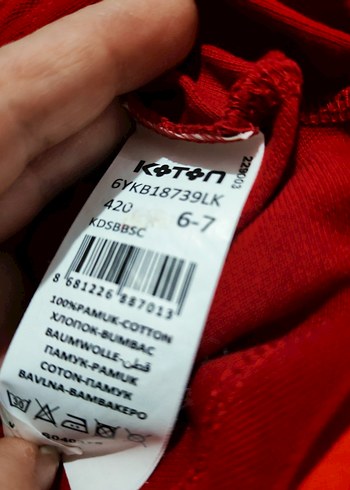 KOTON
229003
6YKB18739LK
420 6-7
KDSBBSC
8 681226 887013
100%PAMUK-COTTON
ХЛОПОК-BUMBAC
BAUMWOLLE-قطن
ПАМУК-PAMUK
COTON-ПАМУК
BAVLNA-BAMBAKEPO